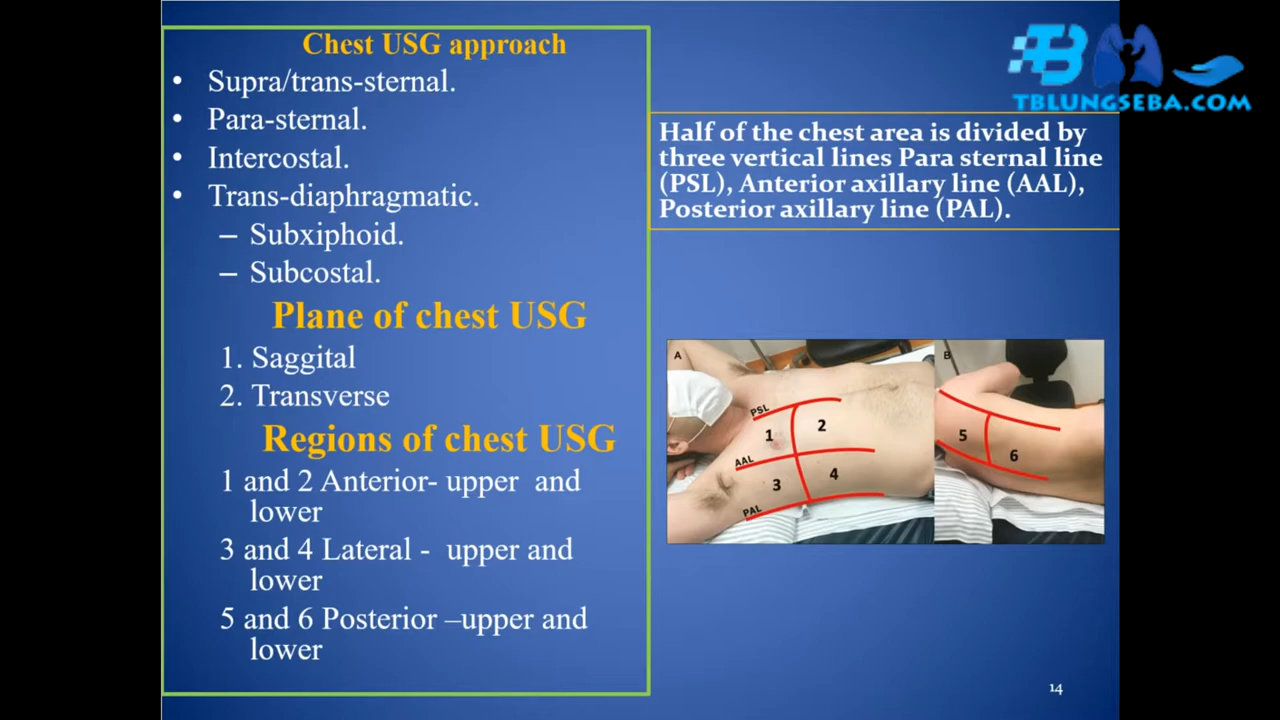 Chest USG approach
• Supra/trans-sternal.
• Para-sternal.
• Intercostal.
• Trans-diaphragmatic.
– Subxiphoid.
– Subcostal.
Plane of chest USG
1. Saggital
2. Transverse
Regions of chest USG
1 and 2 Anterior- upper and
lower
3 and 4 Lateral - upper and
lower
5 and 6 Posterior –upper and
lower
TB
TBLUNGSEBA.COM
Half of the chest area is divided by
three vertical lines Para sternal line
(PSL), Anterior axillary line (AAL),
Posterior axillary line (PAL).
A
PSL
1
2
AAL
3
4
PAL
B
5
6
14